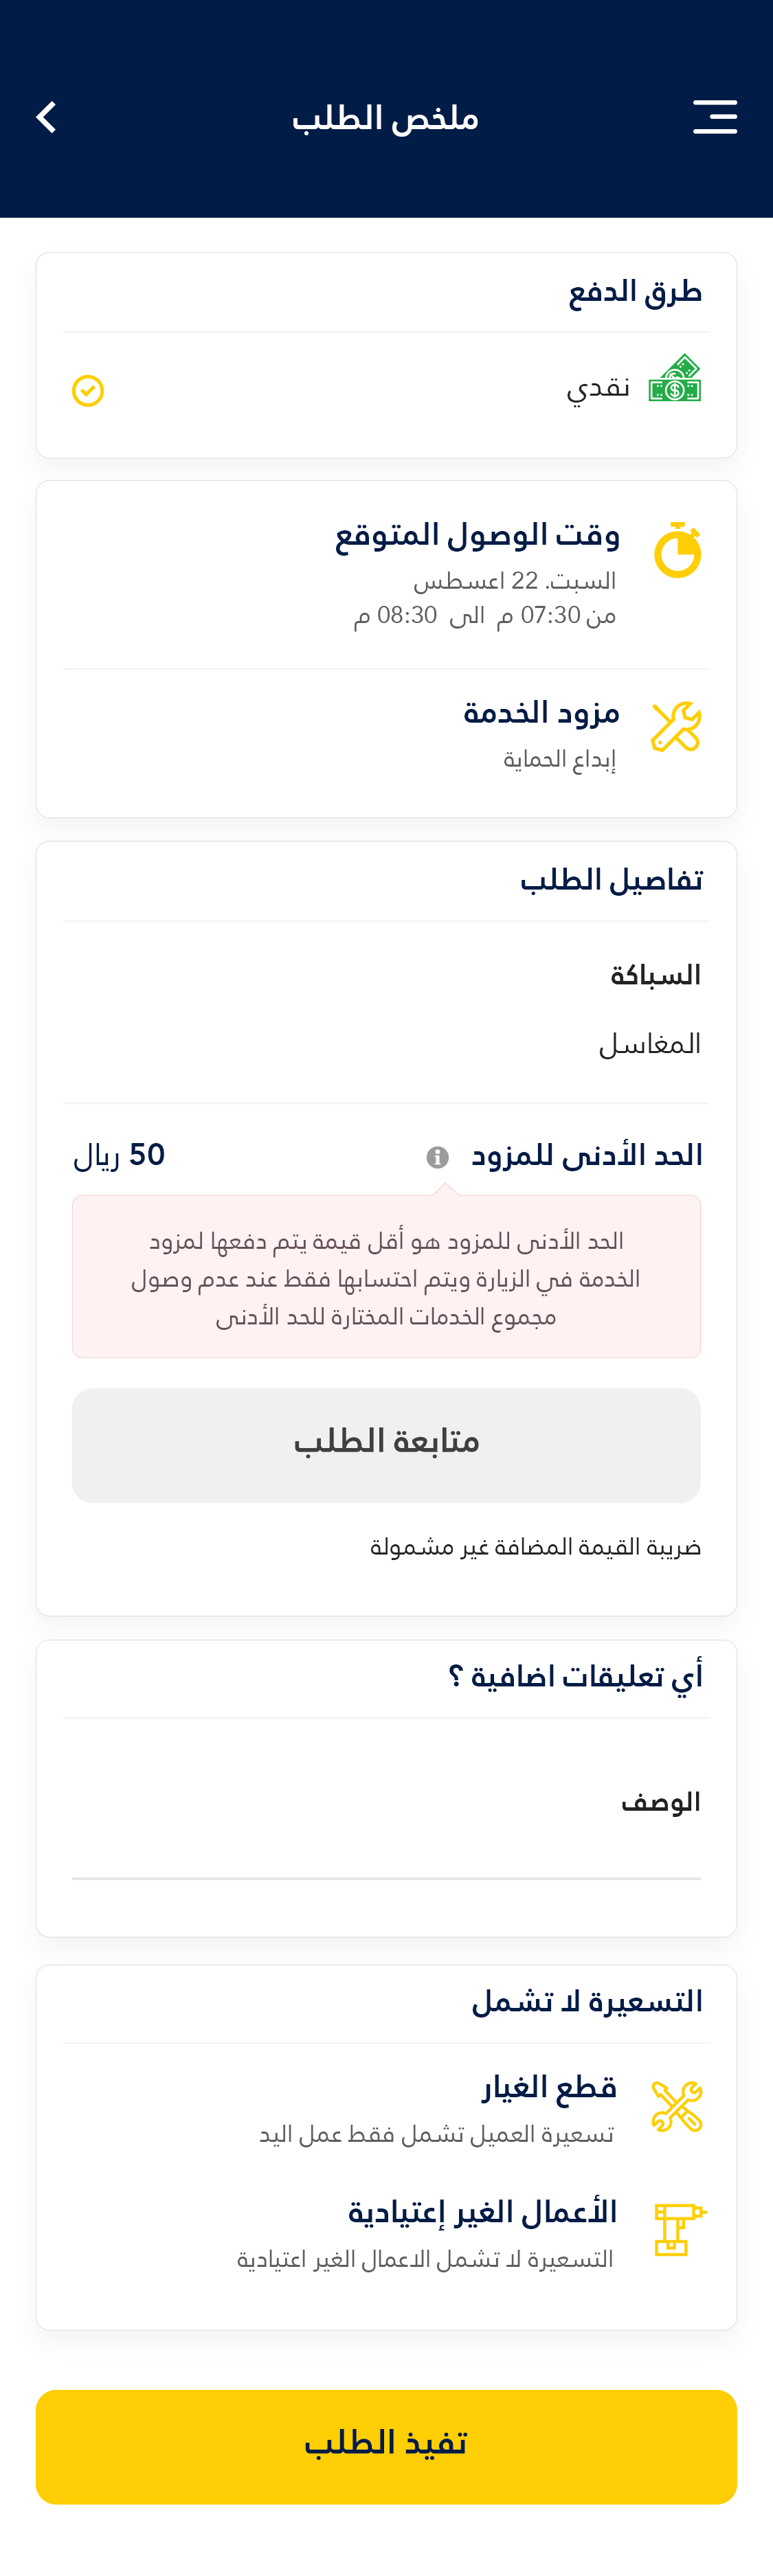 ملخص الطلب
طرق الدفع
نقدي
وقت الوصول المتوقع
السبت. 22 اعسطس
من 07:30 م الى 08:30 م
مزود الخدمة
إبداع الحماية
تفاصيل الطلب
السباكة
المغاسل
الحد الأدنى للمزود
50 ريال
الحد الأدنى للمزود هو أقل قيمة يتم دفعها لمزود
الخدمة في الزيارة ويتم احتسابها فقط عند عدم وصول
مجموع الخدمات المختارة للحد الأدنى
متابعة الطلب
ضريبة القيمة المضافة غير مشمولة
أي تعليقات اضافية ؟
الوصف
التسعيرة لا تشمل
قطع الغيار
تسعيرة العميل تشمل فقط عمل اليد
الأعمال الغير إعتيادية
التسعيرة لا تشمل الاعمال الغير اعتيادية
تفيذ الطلب